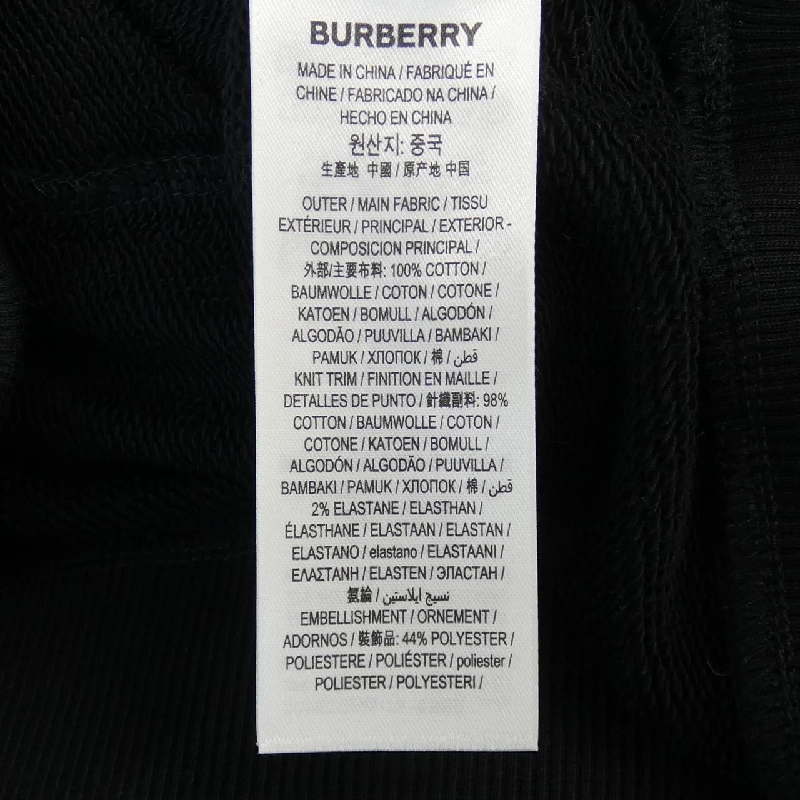 BURBERRY
MADE IN CHINA / FABRIQUÉ EN
CHINE / FABRICADO NA CHINA /
HECHO EN CHINA
원산지: 중국
生產地 中國 / 原产地 中国
OUTER / MAIN FABRIC / TISSU
EXTÉRIEUR / PRINCIPAL / EXTERIOR -
COMPOSICION PRINCIPAL /
外部/主要布料: 100% COTTON /
BAUMWOLLE / COTON / COTONE /
KATOEN / BOMULL / ALGODÓN /
ALGODÃO / PUUVILLA / BAMBAKI /
PAMUK / ХЛОПОК / 棉 / قطن
KNIT TRIM / FINITION EN MAILLE /
DETALLES DE PUNTO / 針織副料: 98%
COTTON / BAUMWOLLE / COTON /
COTONE / KATOEN / BOMULL /
ALGODÓN / ALGODÃO / PUUVILLA /
BAMBAKI / PAMUK / ХЛОПОК / 棉 / قطن
2% ELASTANE / ELASTHAN /
ÉLASTHANE / ELASTAAN / ELASTAN /
ELASTANO / elastano / ELASTAANI /
ΕΛΑΣΤΑΝΗ / ELASTEN / ЭЛАСТАН /
氨綸 / نسيج ايلاستين
EMBELLISHMENT / ORNEMENT /
ADORNOS / 裝飾品: 44% POLYESTER /
POLIESTERE / POLIÉSTER / poliester /
POLIESTER / POLYESTERI /